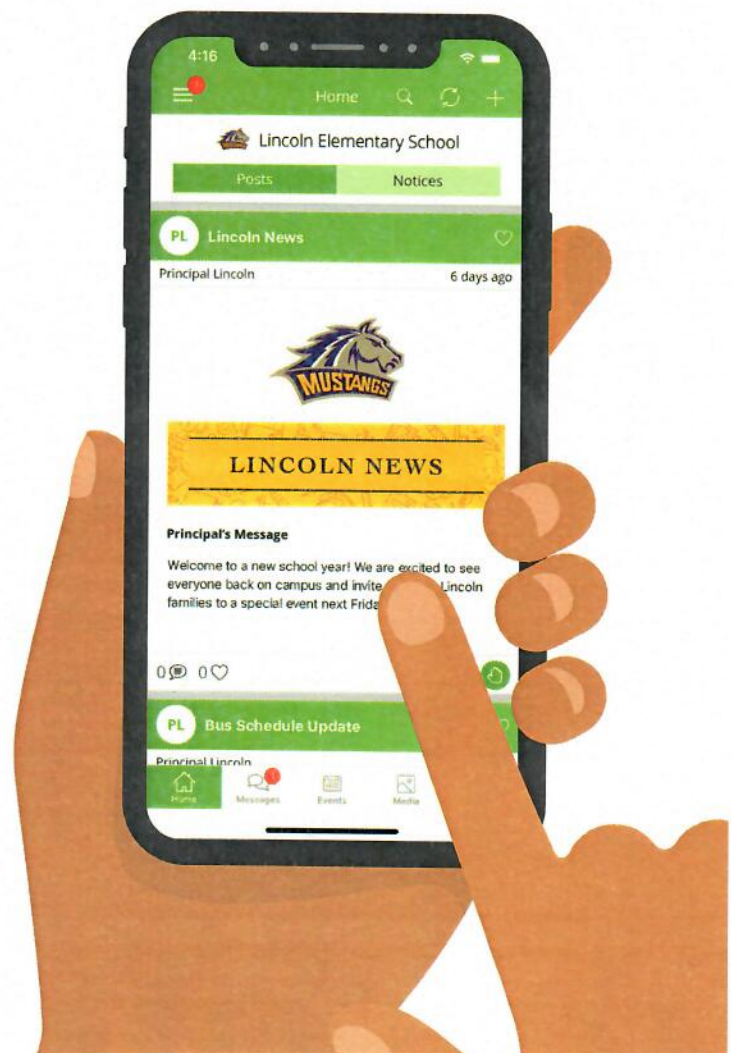 4:16
Home
Lincoln Elementary School
Posts Notices
PL Lincoln News
Principal Lincoln 6 days ago
MUSTANGS
LINCOLN NEWS
Principal's Message
Welcome to a new school year! We are excited to see
everyone back on campus and invite Lincoln
families to a special event next Frida
0 0
PL Bus Schedule Update
Principal Lincoln
Home Messages Events Media